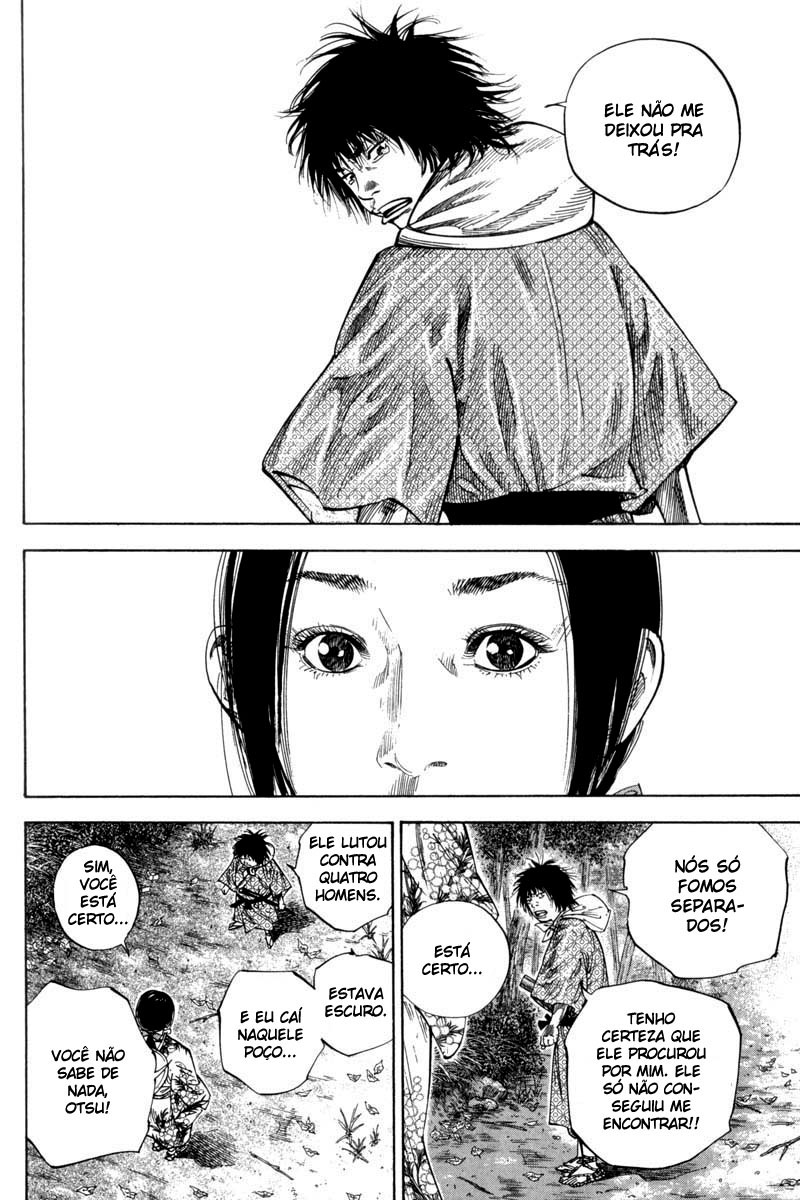 ELE NÃO ME
DEIXOU PRA
TRÁS!
NÓS SÓ
FOMOS
SEPARA-
DOS!
TENHO
CERTEZA QUE
ELE PROCUROU
POR MIM. ELE
SÓ NÃO CON-
SEGUIU ME
ENCONTRAR!!
ESTÁ
CERTO...
ELE LUTOU
CONTRA
QUATRO
HOMENS.
ESTAVA
ESCURO.
E EU CAÍ
NAQUELE
POÇO...
SIM,
VOCÊ
ESTÁ
CERTO...
VOCÊ NÃO
SABE DE
NADA,
OTSU!